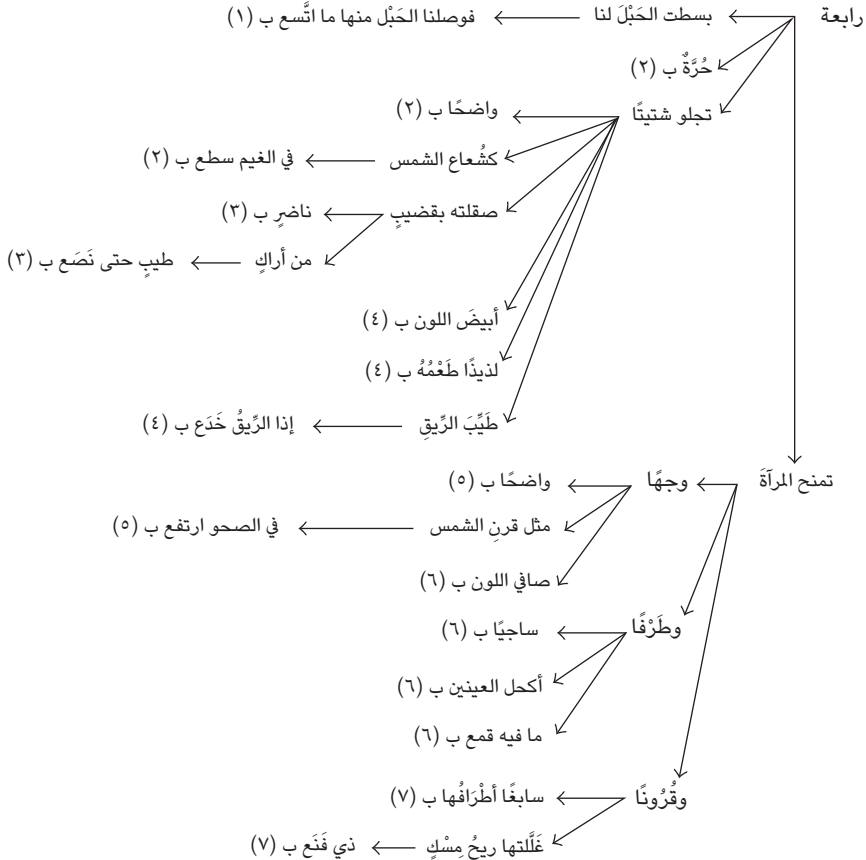 رابعة بسطت الحَبْلَ لنا فوصلنا الحَبْل منها ما اتَّسع ب (١)
حُرَّةٌ ب (٢)
تجلو شتيتًا واضحًا ب (٢)
كشُعاع الشمس في الغيم سطع ب (٢)
صقلته بقضيبٍ ناضرٍ ب (٣)
من أراكٍ طيبٍ حتى نَصَع ب (٣)
أبيضَ اللون ب (٤)
لذيذًا طَعْمُهُ ب (٤)
طَيِّبَ الرِّيقِ إذا الرِّيقُ خَدَع ب (٤)
تمنح المرآةَ وجهًا واضحًا ب (٥)
مثل قرنِ الشمس في الصحو ارتفع ب (٥)
صافي اللون ب (٦)
وطَرْفًا ساجيًا ب (٦)
أكحل العينين ب (٦)
ما فيه قمع ب (٦)
وقُرُونًا سابغًا أطْرَافُها ب (٧)
غَلَّلتها ريحُ مِسْكٍ ذي فَنَع ب (٧)